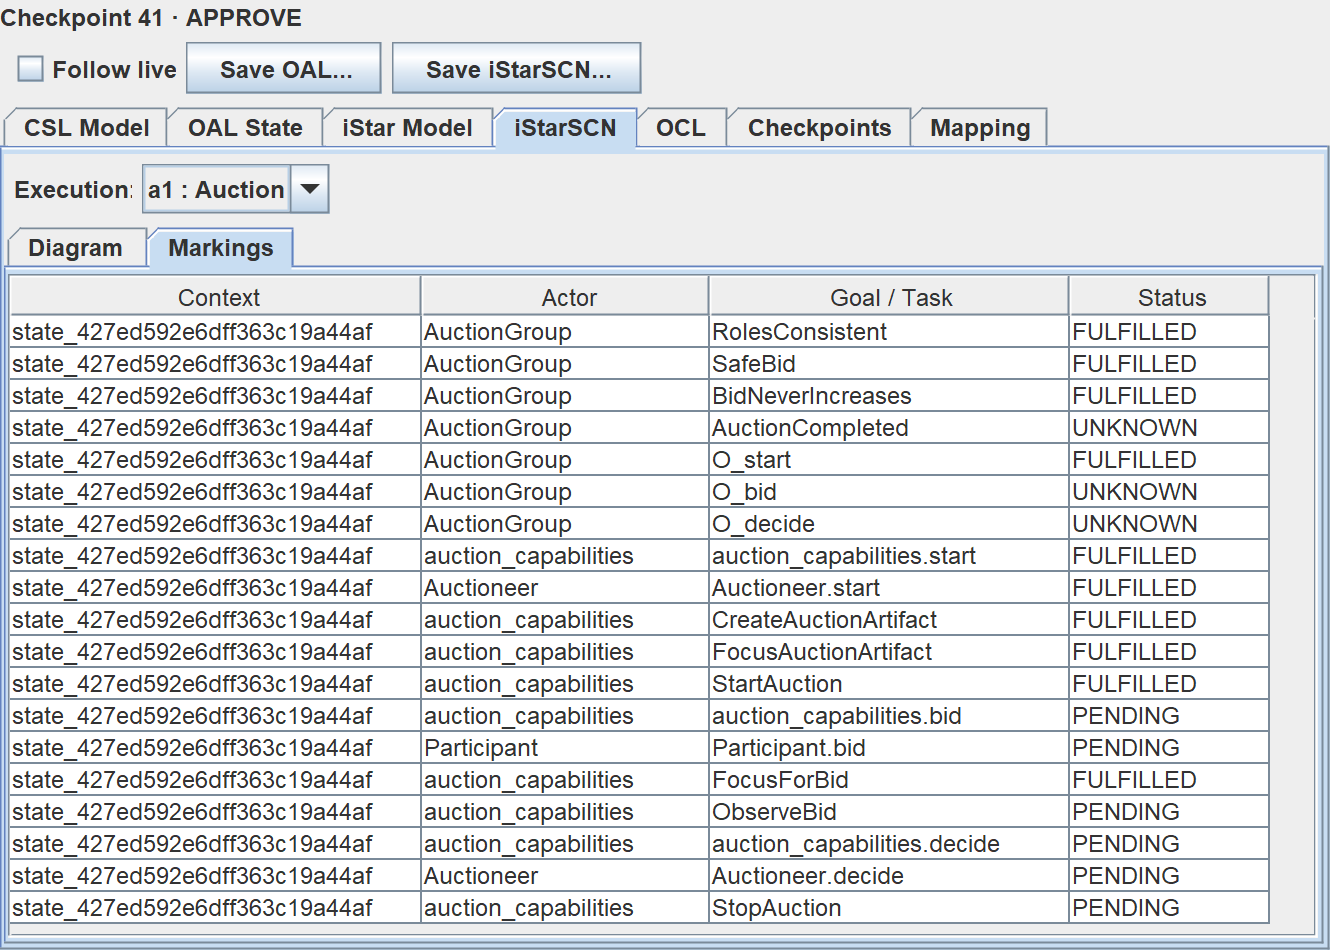 Checkpoint 41 · APPROVE
Follow live Save OAL... Save iStarSCN...
CSL Model OAL State iStar Model iStarSCN OCL Checkpoints Mapping
Execution: a1 : Auction
Diagram Markings
Context Actor Goal / Task Status
state_427ed592e6dff363c19a44af AuctionGroup RolesConsistent FULFILLED
state_427ed592e6dff363c19a44af AuctionGroup SafeBid FULFILLED
state_427ed592e6dff363c19a44af AuctionGroup BidNeverIncreases FULFILLED
state_427ed592e6dff363c19a44af AuctionGroup AuctionCompleted UNKNOWN
state_427ed592e6dff363c19a44af AuctionGroup O_start FULFILLED
state_427ed592e6dff363c19a44af AuctionGroup O_bid UNKNOWN
state_427ed592e6dff363c19a44af AuctionGroup O_decide UNKNOWN
state_427ed592e6dff363c19a44af auction_capabilities auction_capabilities.start FULFILLED
state_427ed592e6dff363c19a44af Auctioneer Auctioneer.start FULFILLED
state_427ed592e6dff363c19a44af auction_capabilities CreateAuctionArtifact FULFILLED
state_427ed592e6dff363c19a44af auction_capabilities FocusAuctionArtifact FULFILLED
state_427ed592e6dff363c19a44af auction_capabilities StartAuction FULFILLED
state_427ed592e6dff363c19a44af auction_capabilities auction_capabilities.bid PENDING
state_427ed592e6dff363c19a44af Participant Participant.bid PENDING
state_427ed592e6dff363c19a44af auction_capabilities FocusForBid FULFILLED
state_427ed592e6dff363c19a44af auction_capabilities ObserveBid PENDING
state_427ed592e6dff363c19a44af auction_capabilities auction_capabilities.decide PENDING
state_427ed592e6dff363c19a44af Auctioneer Auctioneer.decide PENDING
state_427ed592e6dff363c19a44af auction_capabilities StopAuction PENDING